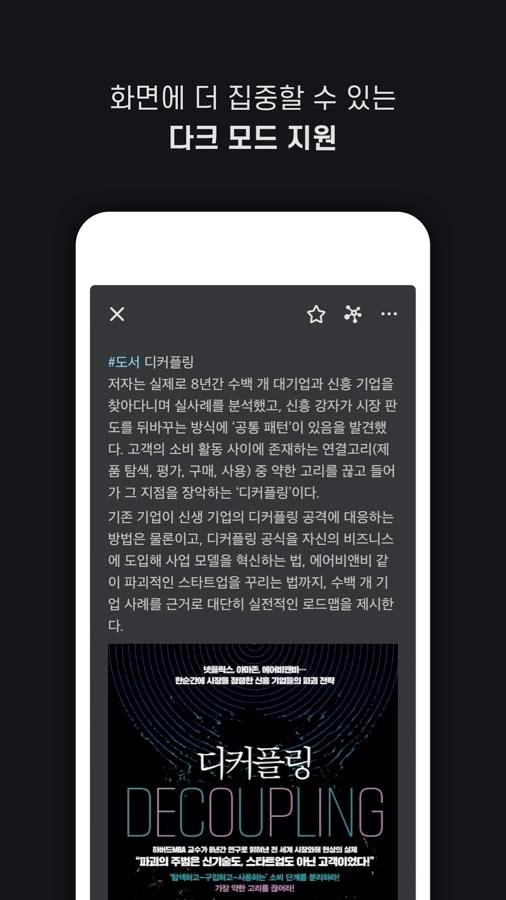 화면에 더 집중할 수 있는
다크 모드 지원
#도서 디커플링
저자는 실제로 8년간 수백 개 대기업과 신흥 기업을
찾아다니며 실사례를 분석했고, 신흥 강자가 시장 판
도를 뒤바꾸는 방식에 '공통 패턴'이 있음을 발견했
다. 고객의 소비 활동 사이에 존재하는 연결고리(제
품 탐색, 평가, 구매, 사용) 중 약한 고리를 끊고 들어
가 그 지점을 장악하는 '디커플링'이다.
기존 기업이 신생 기업의 디커플링 공격에 대응하는
방법은 물론이고, 디커플링 공식을 자신의 비즈니스
에 도입해 사업 모델을 혁신하는 법, 에어비앤비 같
이 파괴적인 스타트업을 꾸리는 법까지, 수백 개 기
업 사례를 근거로 대단히 실전적인 로드맵을 제시한
다.
넷플릭스, 아마존, 에어비앤비…
한순간에 시장을 점령한 신흥 기업들의 파괴 전략
디커플링
DECOUPLING
하버드MBA 교수가 8년간 연구로 밝혀낸 전 세계 시장와해 현상의 실체
"파괴의 주범은 신기술도, 스타트업도 아닌 고객이었다!"
'탐색하고–구입하고–사용하는' 소비 단계를 분리하라!
가장 약한 고리를 끊어라!